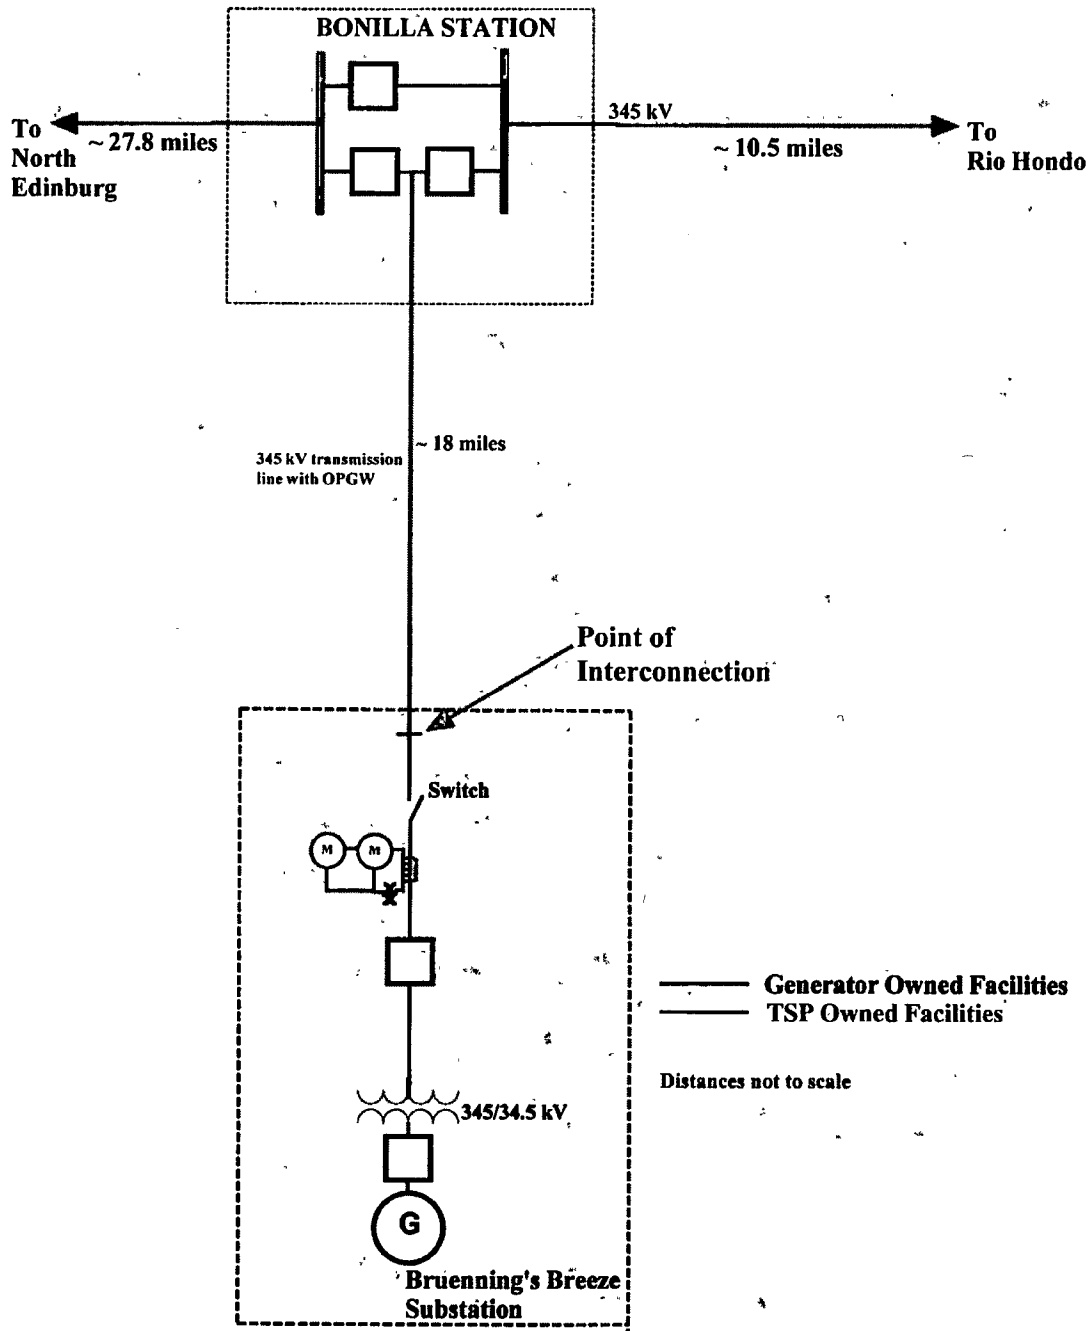 BONILLA STATION
To
North
Edinburg
~ 27.8 miles
345 kV
~ 10.5 miles
To
Rio Hondo
~ 18 miles
345 kV transmission
line with OPGW
Point of
Interconnection
Switch
M
M
Generator Owned Facilities
TSP Owned Facilities
Distances not to scale
345/34.5 kV
G
Bruenning's Breeze
Substation